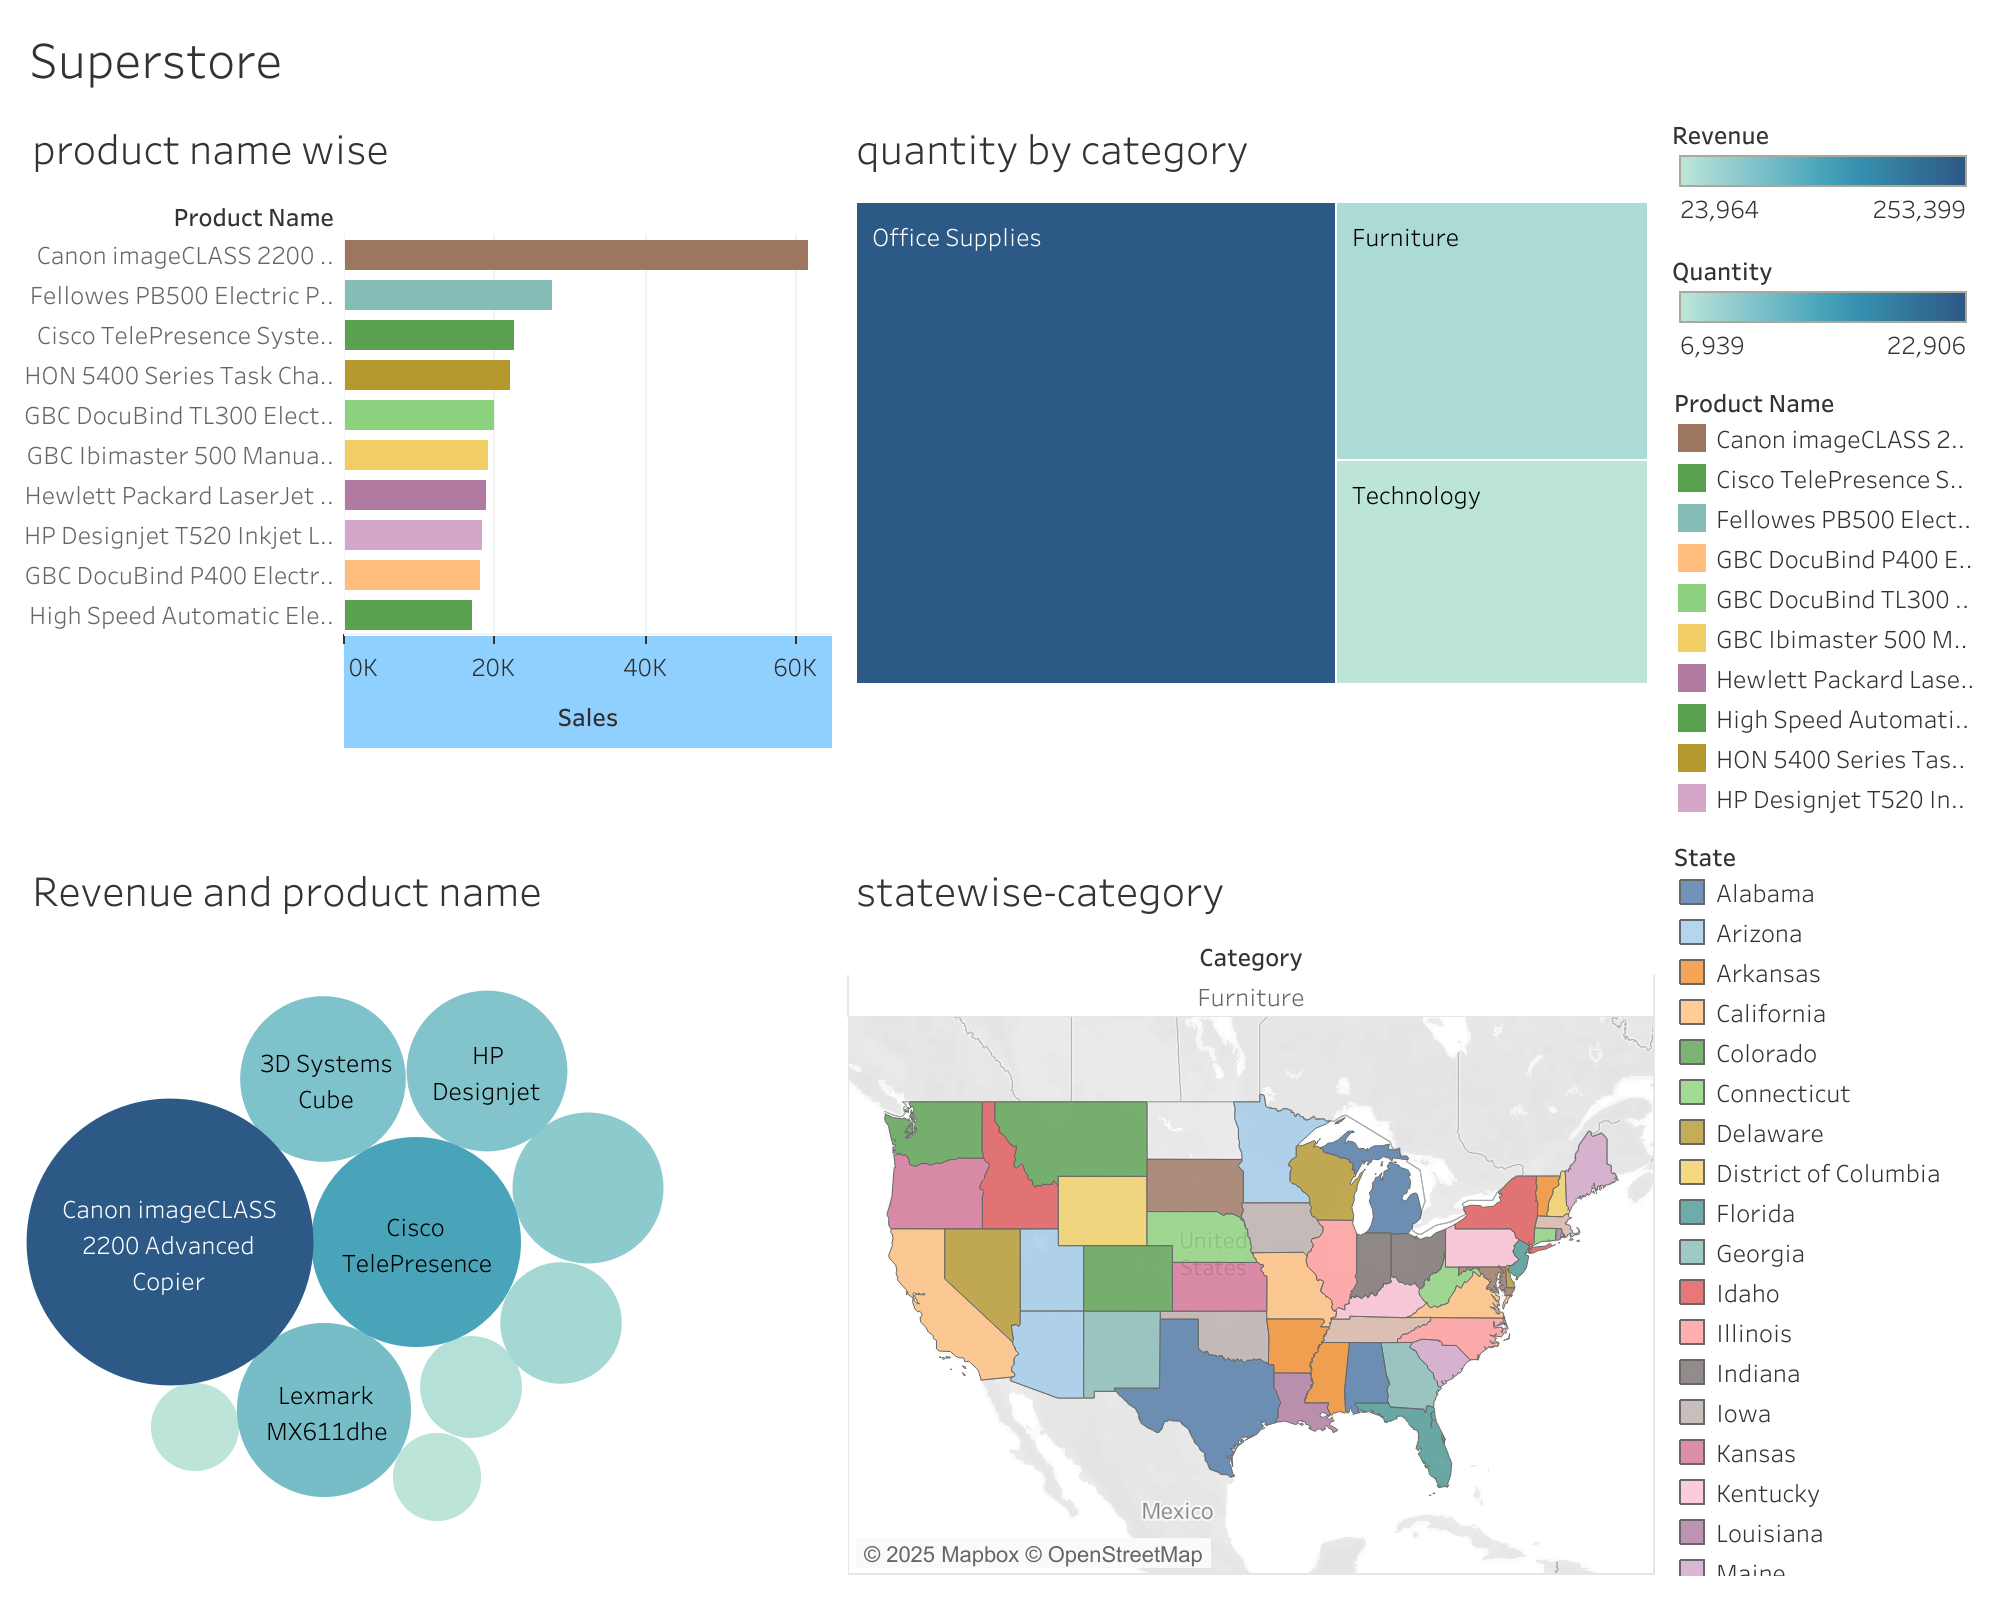 Superstore
product name wise
Product Name
Canon imageCLASS 2200 ..
Fellowes PB500 Electric P..
Cisco TelePresence Syste..
HON 5400 Series Task Cha..
GBC DocuBind TL300 Elect..
GBC Ibimaster 500 Manua..
Hewlett Packard LaserJet ..
HP Designjet T520 Inkjet L..
GBC DocuBind P400 Electr..
High Speed Automatic Ele..
0K 20K 40K 60K
Sales
quantity by category
Office Supplies
Furniture
Technology
Revenue
23,964 253,399
Quantity
6,939 22,906
Product Name
Canon imageCLASS 2..
Cisco TelePresence S..
Fellowes PB500 Elect..
GBC DocuBind P400 E..
GBC DocuBind TL300 ..
GBC Ibimaster 500 M..
Hewlett Packard Lase..
High Speed Automati..
HON 5400 Series Tas..
HP Designjet T520 In..
Revenue and product name
3D Systems
Cube
HP
Designjet
Canon imageCLASS
2200 Advanced
Copier
Cisco
TelePresence
Lexmark
MX611dhe
statewise-category
Category
Furniture
United
States
Mexico
© 2025 Mapbox © OpenStreetMap
State
Alabama
Arizona
Arkansas
California
Colorado
Connecticut
Delaware
District of Columbia
Florida
Georgia
Idaho
Illinois
Indiana
Iowa
Kansas
Kentucky
Louisiana
Maine